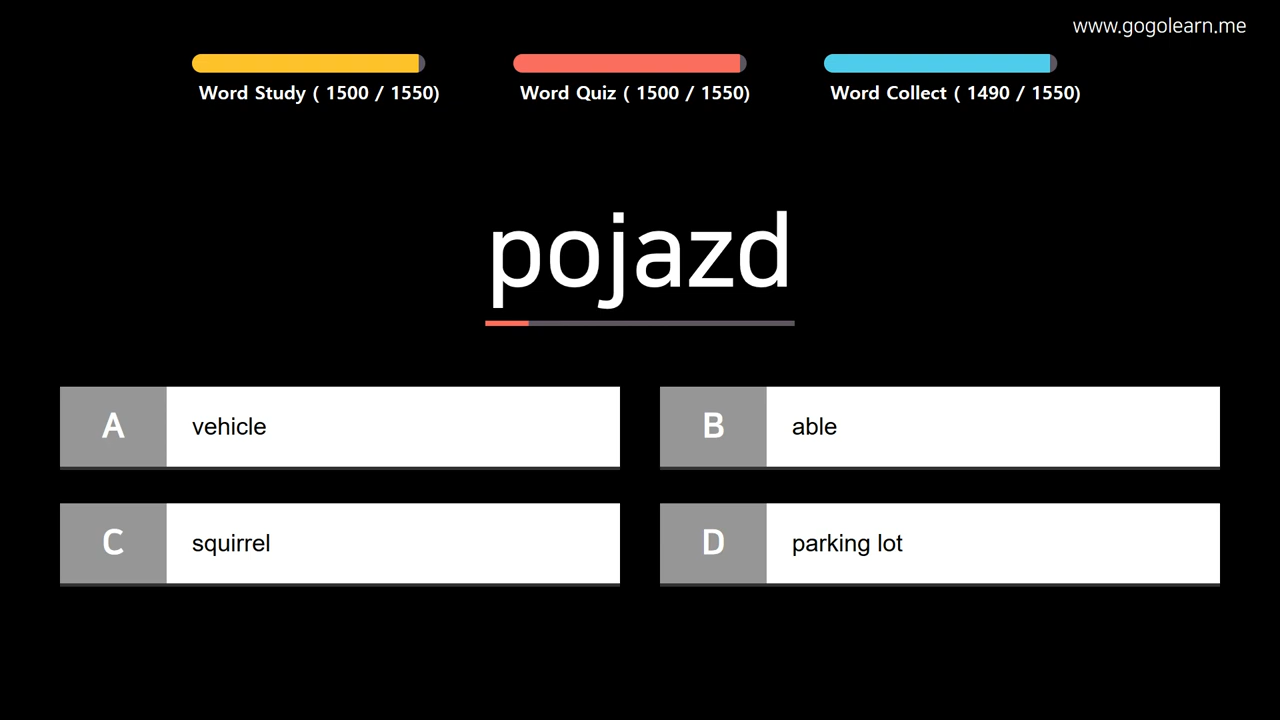 www.gogolearn.me
Word Study ( 1500 / 1550)
Word Quiz ( 1500 / 1550)
Word Collect ( 1490 / 1550)
pojazd
A vehicle
B able
C squirrel
D parking lot